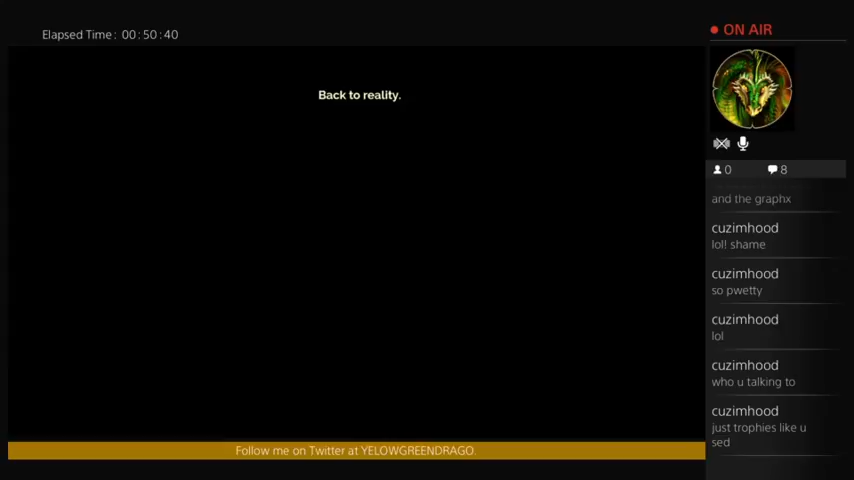 Elapsed Time: 00:50:40
ON AIR
Back to reality.
0 8
and the graphx
cuzimhood
lol! shame
cuzimhood
so pwetty
cuzimhood
lol
cuzimhood
who u talking to
cuzimhood
just trophies like u
sed
Follow me on Twitter at YELOWGREENDRAGO.